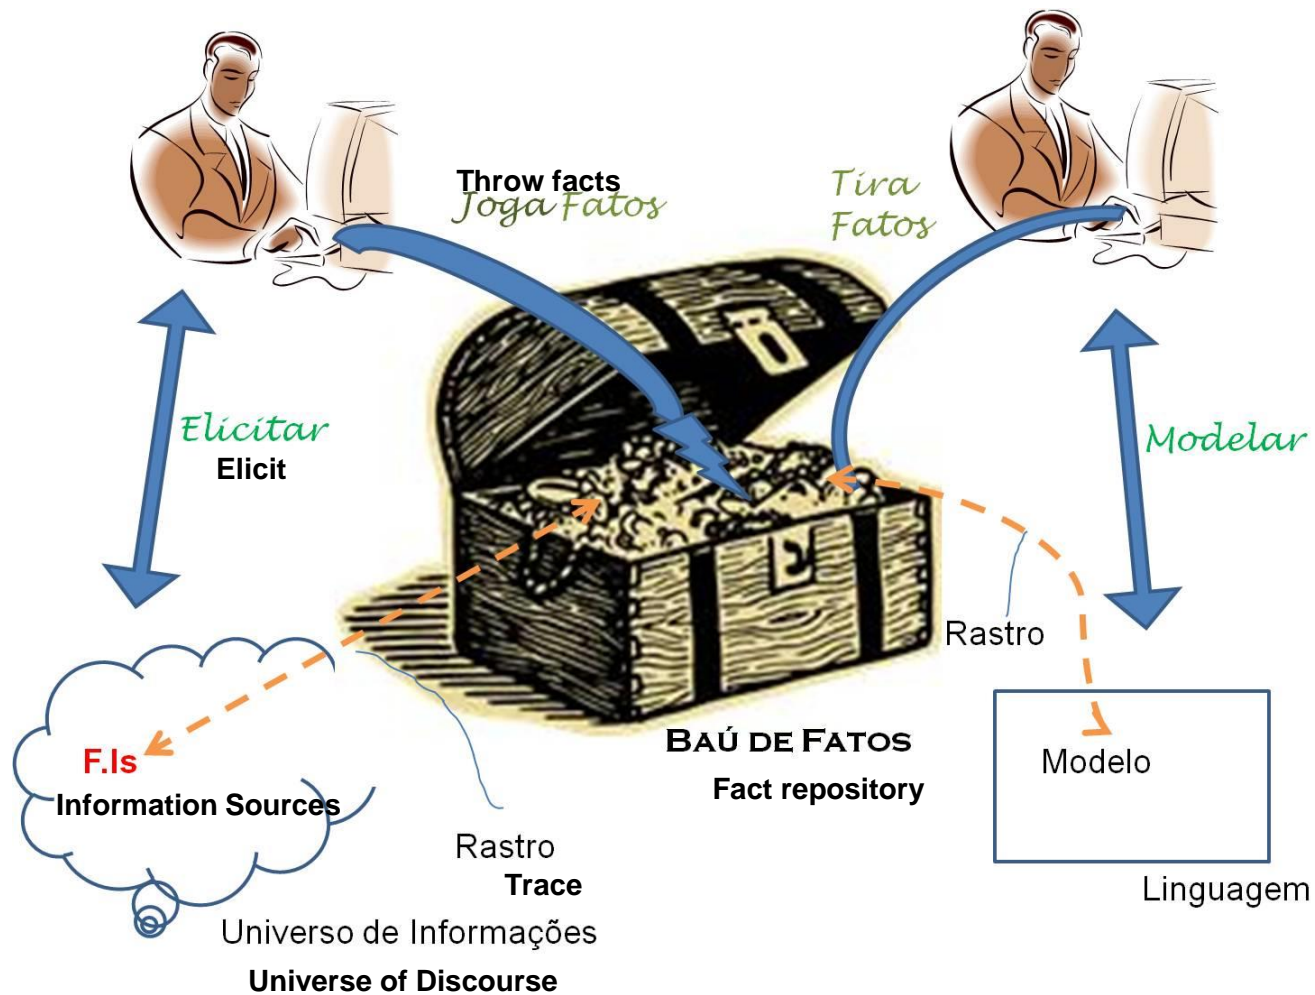 Throw facts
Joga Fatos
Tira
Fatos
Elicitar
Elicit
Modelar
Rastro
F.Is
Information Sources
BAÚ DE FATOS
Fact repository
Modelo
Rastro
Trace
Linguagem
Universo de Informações
Universe of Discourse